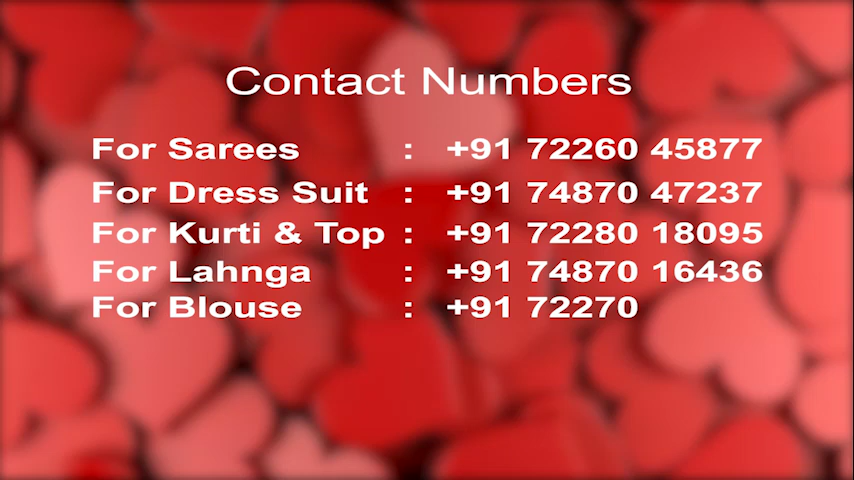 Contact Numbers
For Sarees : +91 72260 45877
For Dress Suit : +91 74870 47237
For Kurti & Top : +91 72280 18095
For Lahnga : +91 74870 16436
For Blouse : +91 72270